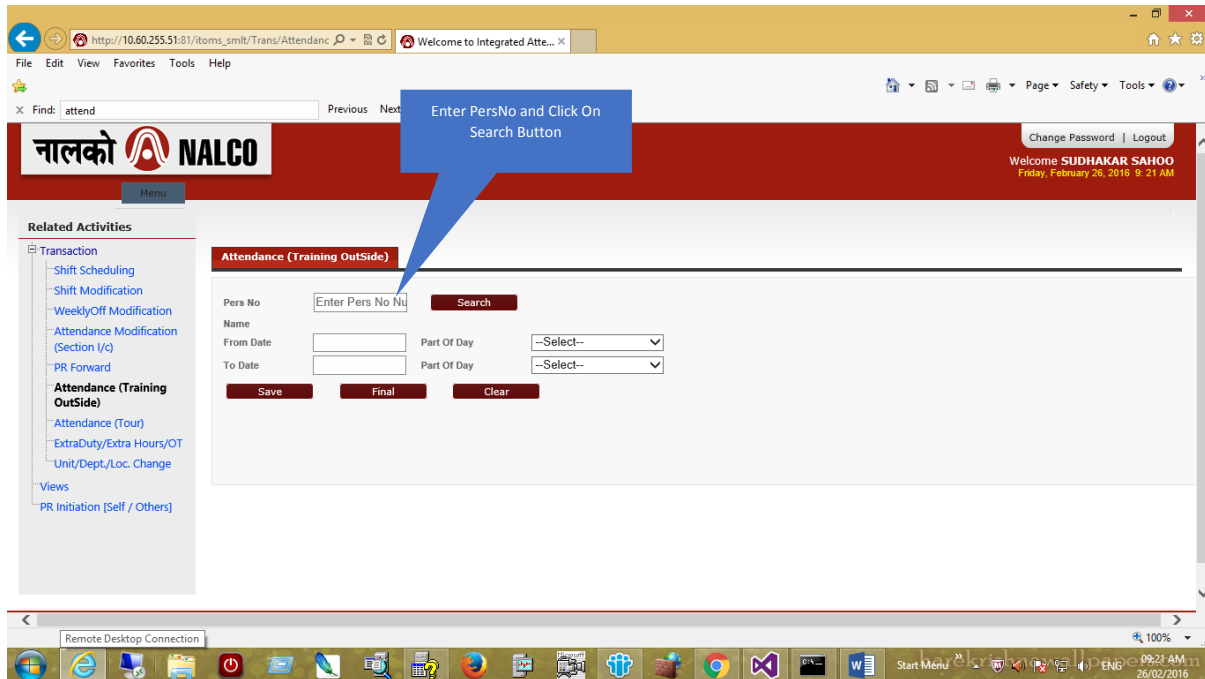 http://10.60.255.51:81/itoms_smlt/Trans/Attendanc
Welcome to Integrated Atte...
File Edit View Favorites Tools Help
Page Safety Tools
x Find: attend Previous Next
Enter PersNo and Click On
Search Button
नालको NALCO
Change Password | Logout
Welcome SUDHAKAR SAHOO
Friday, February 26, 2016 9: 21 AM
Menu
Related Activities
Transaction
Shift Scheduling
Shift Modification
WeeklyOff Modification
Attendance Modification
(Section I/c)
PR Forward
Attendance (Training
OutSide)
Attendance (Tour)
ExtraDuty/Extra Hours/OT
Unit/Dept./Loc. Change
Views
PR Initiation [Self / Others]
Attendance (Training OutSide)
Pers No Enter Pers No Nu Search
Name
From Date Part Of Day --Select--
To Date Part Of Day --Select--
Save Final Clear
Remote Desktop Connection
100%
Start Menu ENG 09:21 AM
26/02/2016